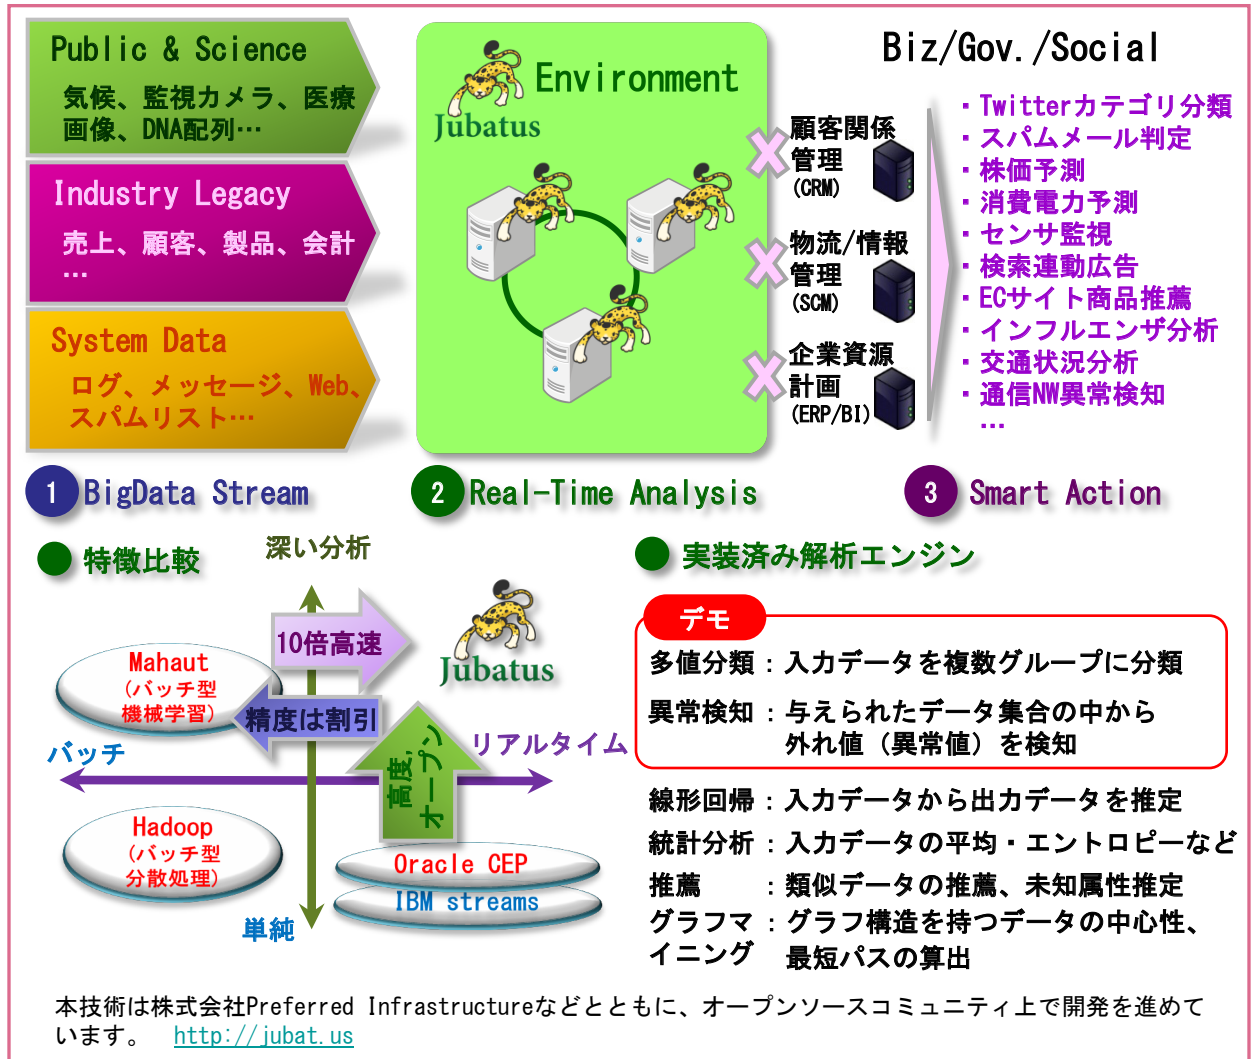 Public & Science
気候、監視カメラ、医療
画像、DNA配列…
Industry Legacy
売上、顧客、製品、会計
…
System Data
ログ、メッセージ、Web、
スパムリスト…
1 BigData Stream
Jubatus
Environment
2 Real-Time Analysis
顧客関係
管理
(CRM)
物流/情報
管理
(SCM)
企業資源
計画
(ERP/BI)
Biz/Gov./Social
・Twitterカテゴリ分類
・スパムメール判定
・株価予測
・消費電力予測
・センサ監視
・検索連動広告
・ECサイト商品推薦
・インフルエンザ分析
・交通状況分析
・通信NW異常検知
…
3 Smart Action
特徴比較
深い分析
10倍高速
Jubatus
Mahaut
(バッチ型
機械学習)
精度は割引
バッチ
リアルタイム
高度,
オープン
Hadoop
(バッチ型
分散処理)
Oracle CEP
IBM streams
単純
実装済み解析エンジン
デモ
多値分類：入力データを複数グループに分類
異常検知：与えられたデータ集合の中から
外れ値（異常値）を検知
線形回帰：入力データから出力データを推定
統計分析：入力データの平均・エントロピーなど
推薦　　：類似データの推薦、未知属性推定
グラフマ：グラフ構造を持つデータの中心性、
イニング　最短パスの算出
本技術は株式会社Preferred Infrastructureなどとともに、オープンソースコミュニティ上で開発を進めて
います。　http://jubat.us